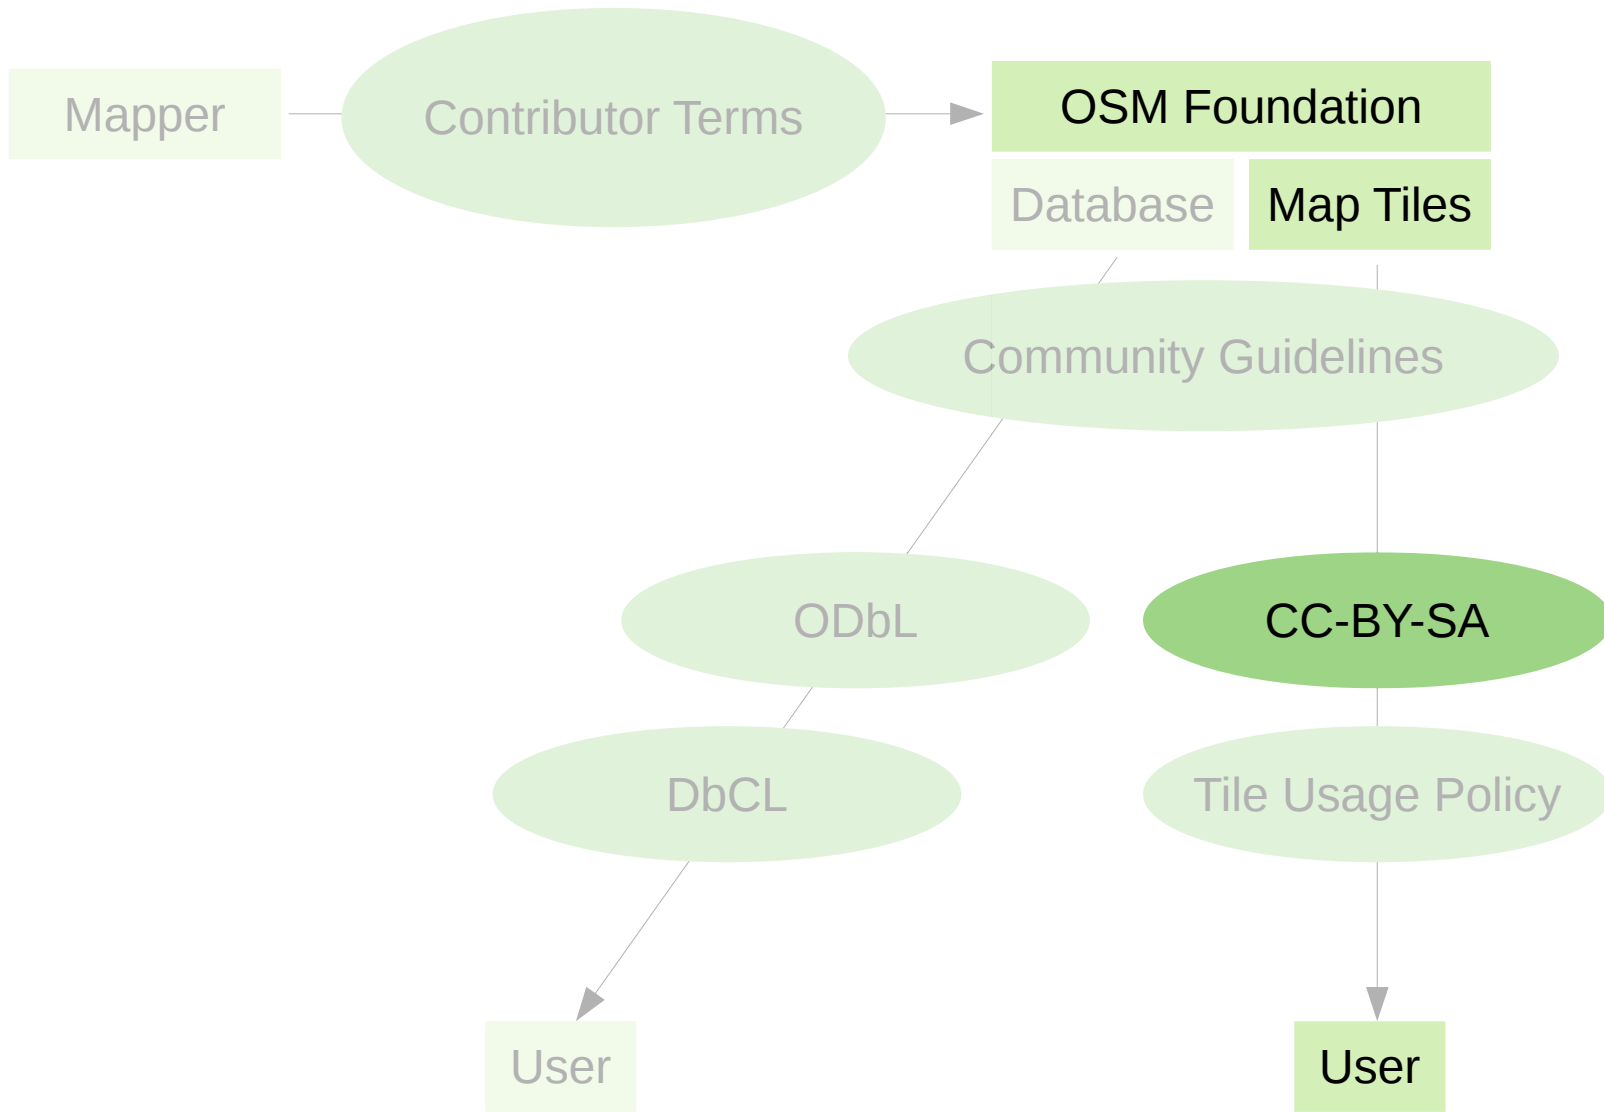 Mapper
Contributor Terms
OSM Foundation
Database
Map Tiles
Community Guidelines
ODbL
CC-BY-SA
DbCL
Tile Usage Policy
User
User